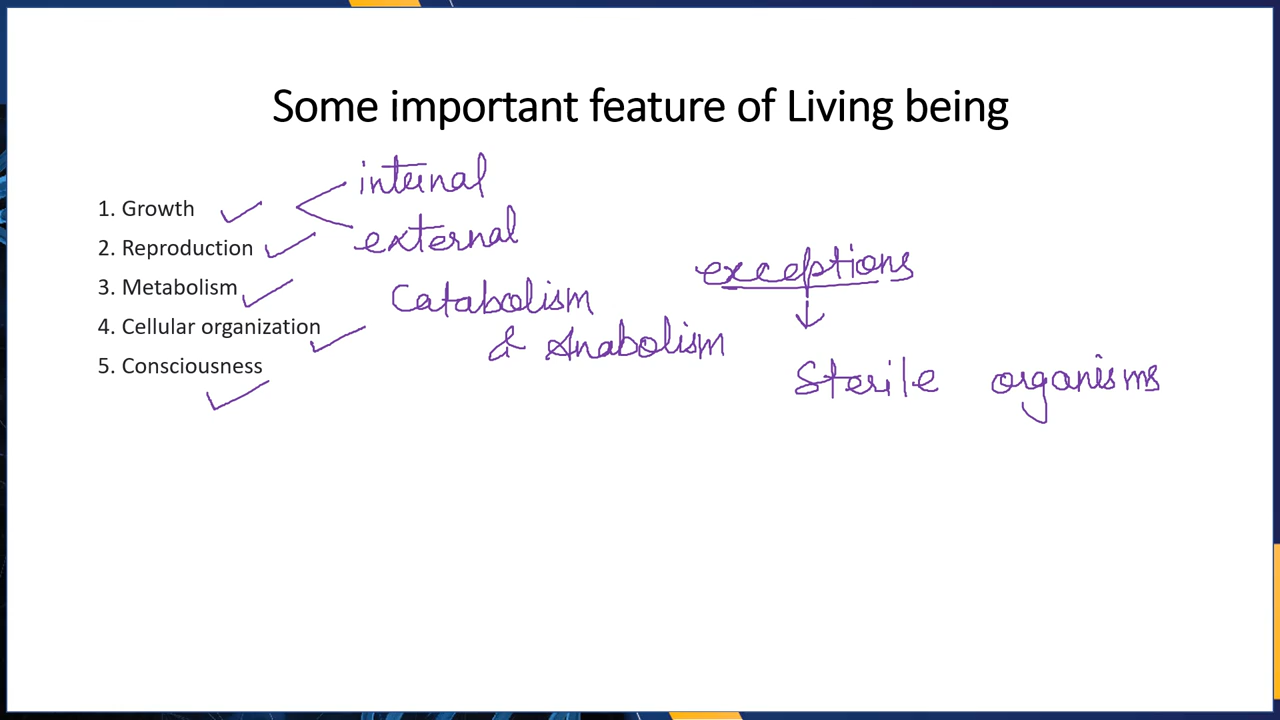 Some important feature of Living being
internal
1. Growth
external
2. Reproduction
exceptions
3. Metabolism
Catabolism
4. Cellular organization
& Anabolism
5. Consciousness
Sterile organisms